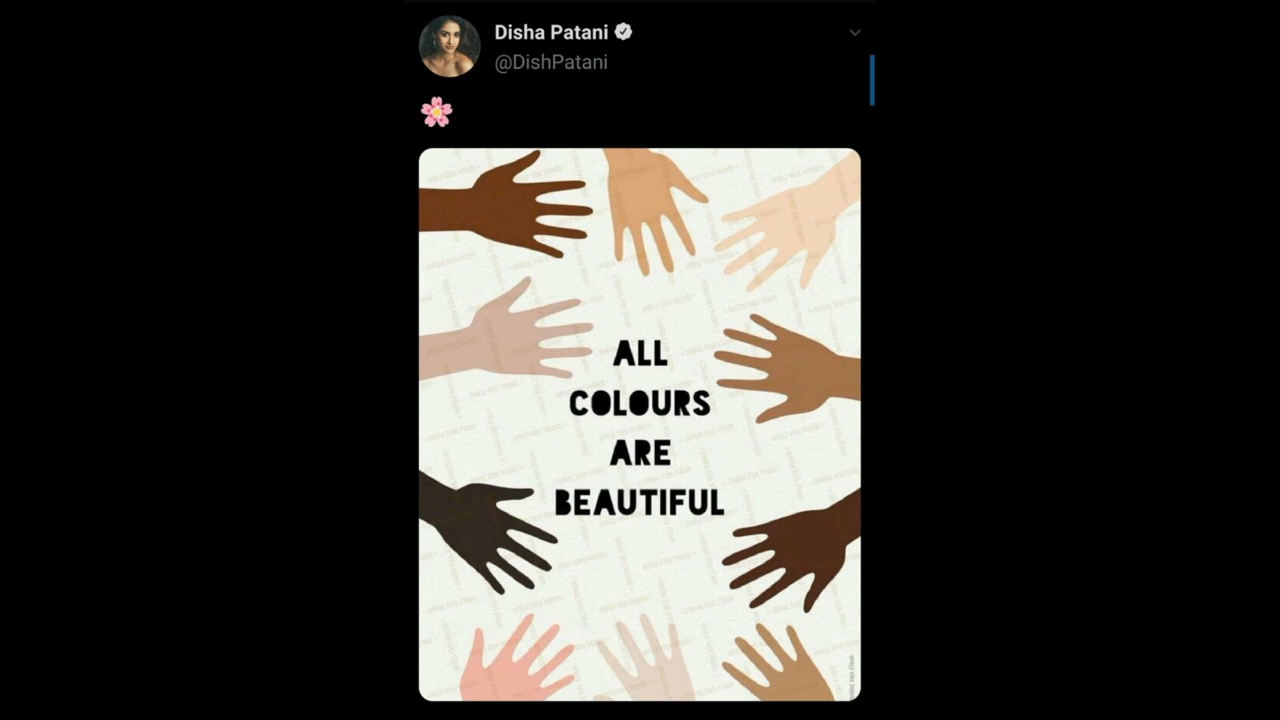 Disha Patani
@DishPatani
ALL
COLOURS
ARE
BEAUTIFUL